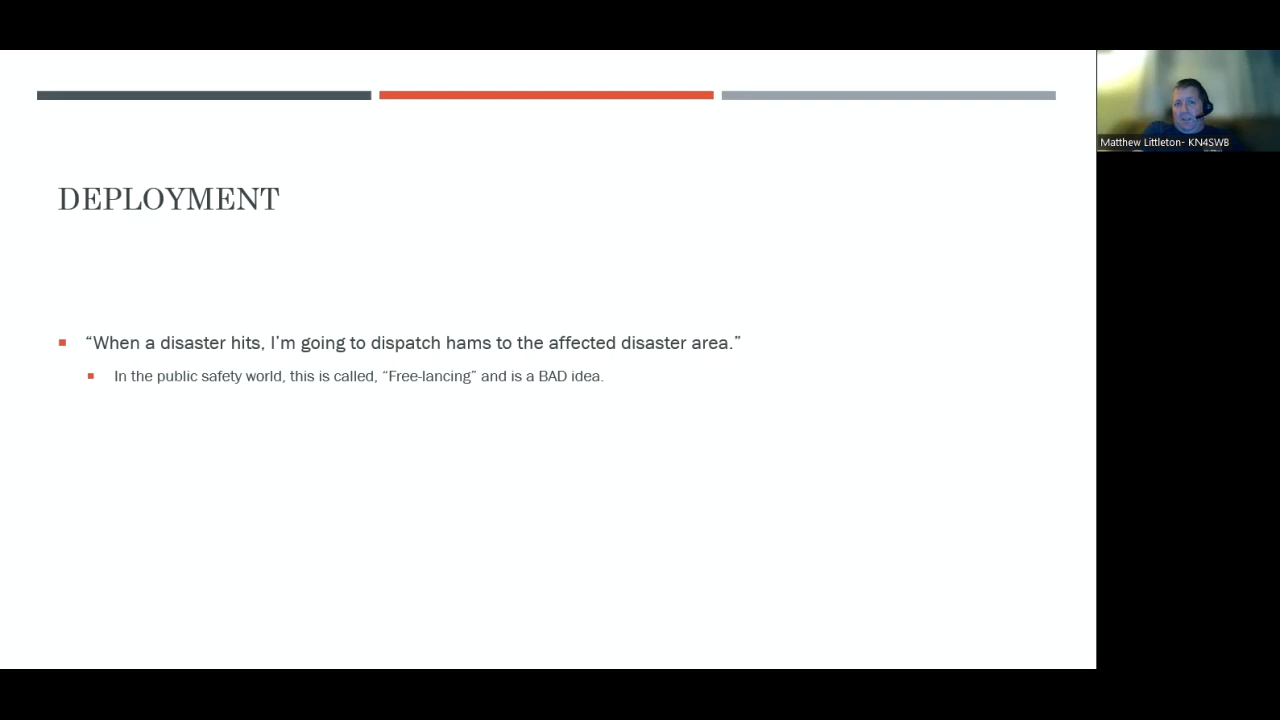 DEPLOYMENT
“When a disaster hits, I’m going to dispatch hams to the affected disaster area.”
In the public safety world, this is called, “Free-lancing” and is a BAD idea.
Matthew Littleton- KN4SWB